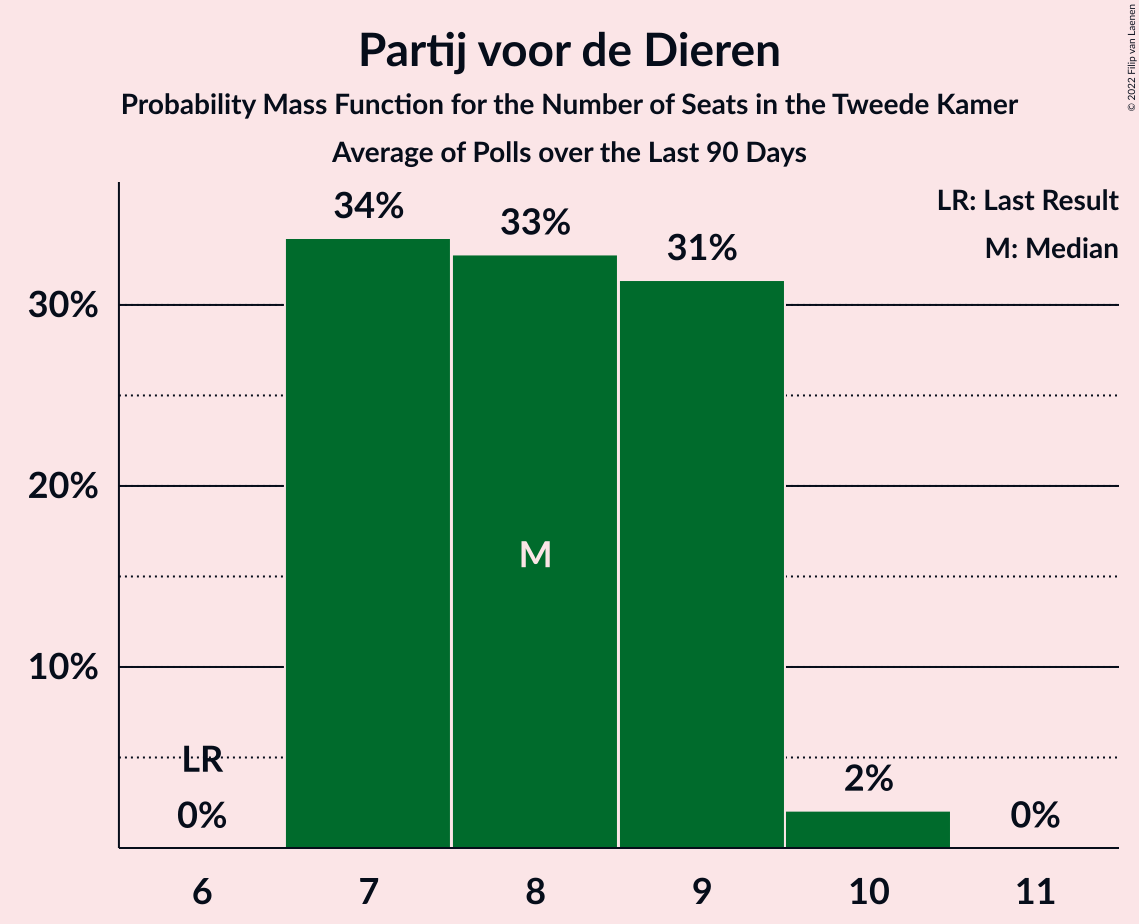 Partij voor de Dieren
Probability Mass Function for the Number of Seats in the Tweede Kamer
Average of Polls over the Last 90 Days
© 2022 Filip van Laenen
LR: Last Result
M: Median
34%
33%
31%
30%
20%
M
10%
LR
0%
2%
0%
6 7 8 9 10 11